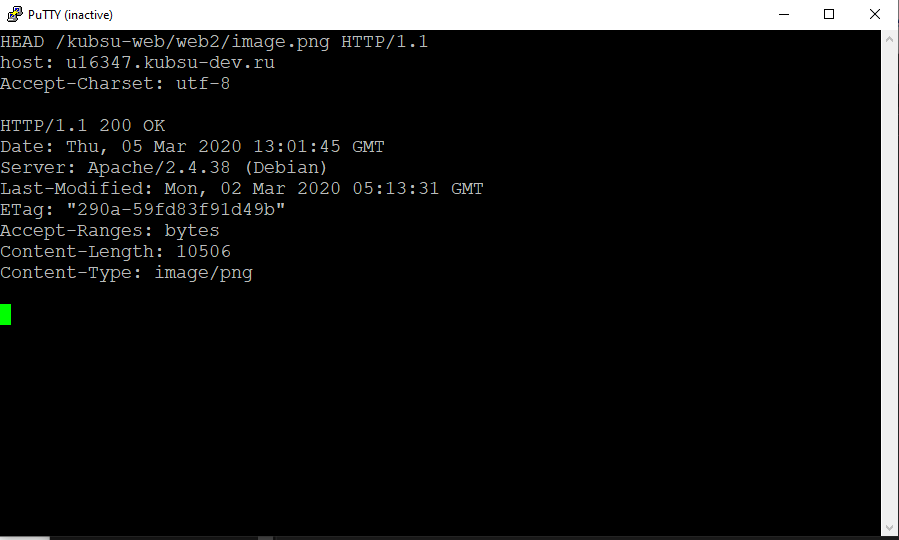 PuTTY (inactive)
HEAD /kubsu-web/web2/image.png HTTP/1.1
host: u16347.kubsu-dev.ru
Accept-Charset: utf-8
HTTP/1.1 200 OK
Date: Thu, 05 Mar 2020 13:01:45 GMT
Server: Apache/2.4.38 (Debian)
Last-Modified: Mon, 02 Mar 2020 05:13:31 GMT
ETag: "290a-59fd83f91d49b"
Accept-Ranges: bytes
Content-Length: 10506
Content-Type: image/png